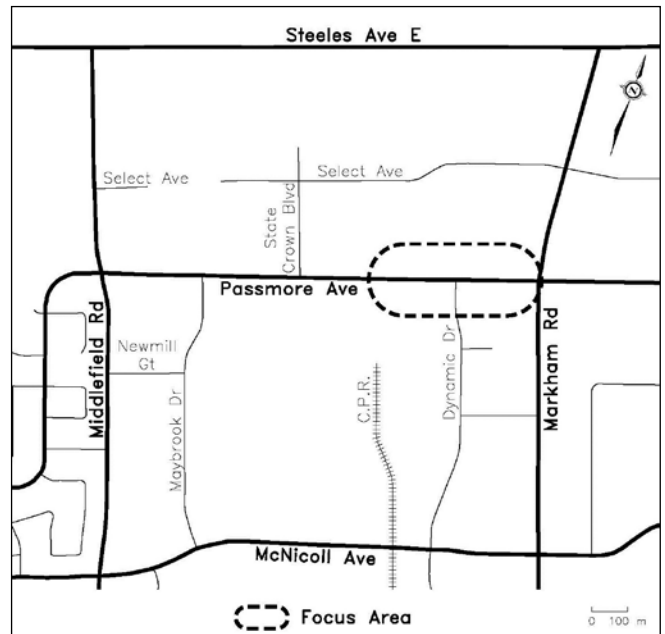 Steeles Ave E
N
Select Ave
Select Ave
State
Crown Blvd
Passmore Ave
Middlefield Rd
Newmill
Gt
Maybrook Dr
C.P.R.
Dynamic Dr
Markham Rd
McNicoll Ave
Focus Area
0 100 m